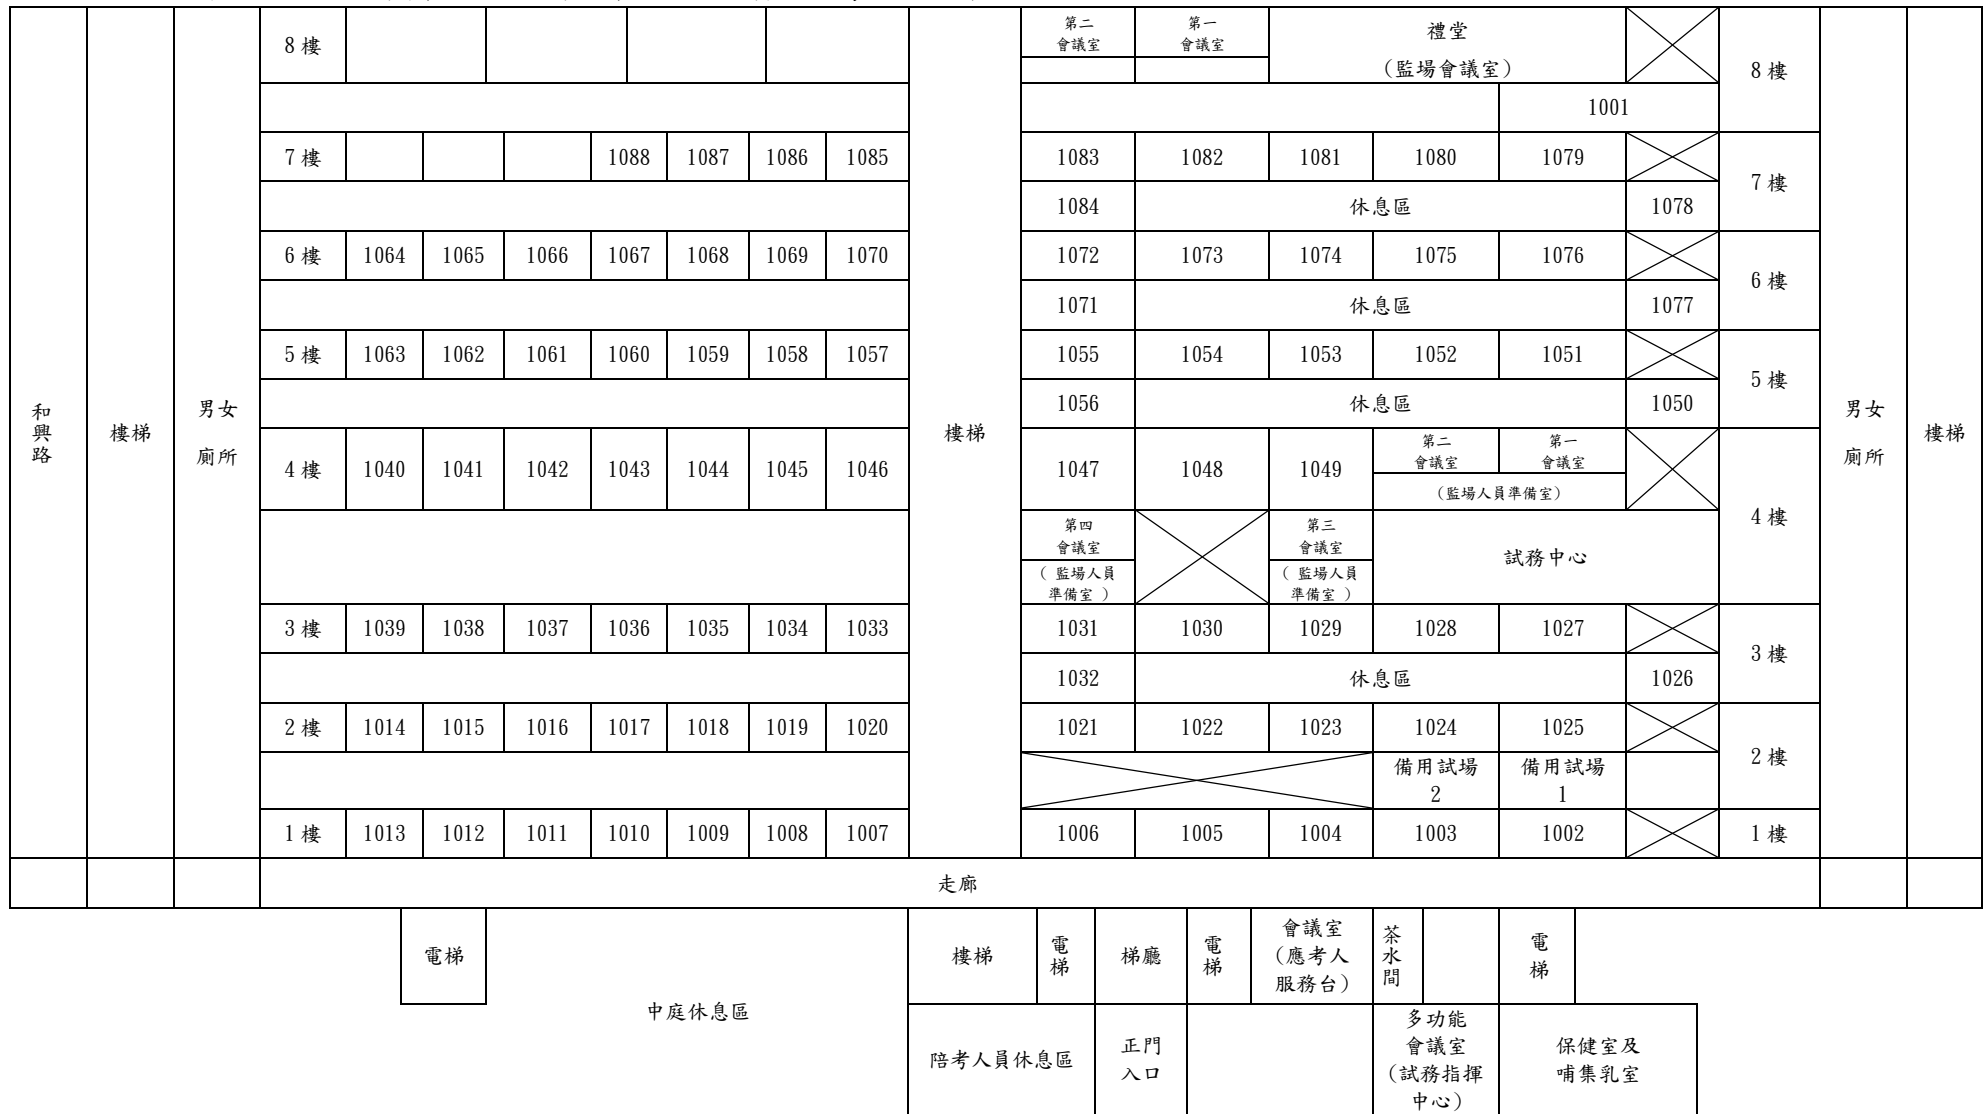 8樓 第二 第一 禮堂
會議室 會議室 (監場會議室) 8樓
1001
7樓 1088 1087 1086 1085 1083 1082 1081 1080 1079
7樓
1084 休息區 1078
6樓 1064 1065 1066 1067 1068 1069 1070 1072 1073 1074 1075 1076
6樓
1071 休息區 1077
5樓 1063 1062 1061 1060 1059 1058 1057 1055 1054 1053 1052 1051
5樓
1056 休息區 1050
和興路 樓梯 男女廁所 樓梯 男女廁所 樓梯
4樓 1040 1041 1042 1043 1044 1045 1046 1047 1048 1049 第二會議室 第一會議室
(監場人員準備室)
4樓
第四會議室 第三會議室 試務中心
(監場人員準備室) (監場人員準備室)
3樓 1039 1038 1037 1036 1035 1034 1033 1031 1030 1029 1028 1027
3樓
1032 休息區 1026
2樓 1014 1015 1016 1017 1018 1019 1020 1021 1022 1023 1024 1025
2樓
備用試場2 備用試場1
1樓 1013 1012 1011 1010 1009 1008 1007 1006 1005 1004 1003 1002 1樓
走廊
電梯 樓梯 電梯 梯廳 電梯 會議室(應考人服務台) 茶水間 電梯
中庭休息區
陪考人員休息區 正門入口 多功能會議室(試務指揮中心) 保健室及哺集乳室